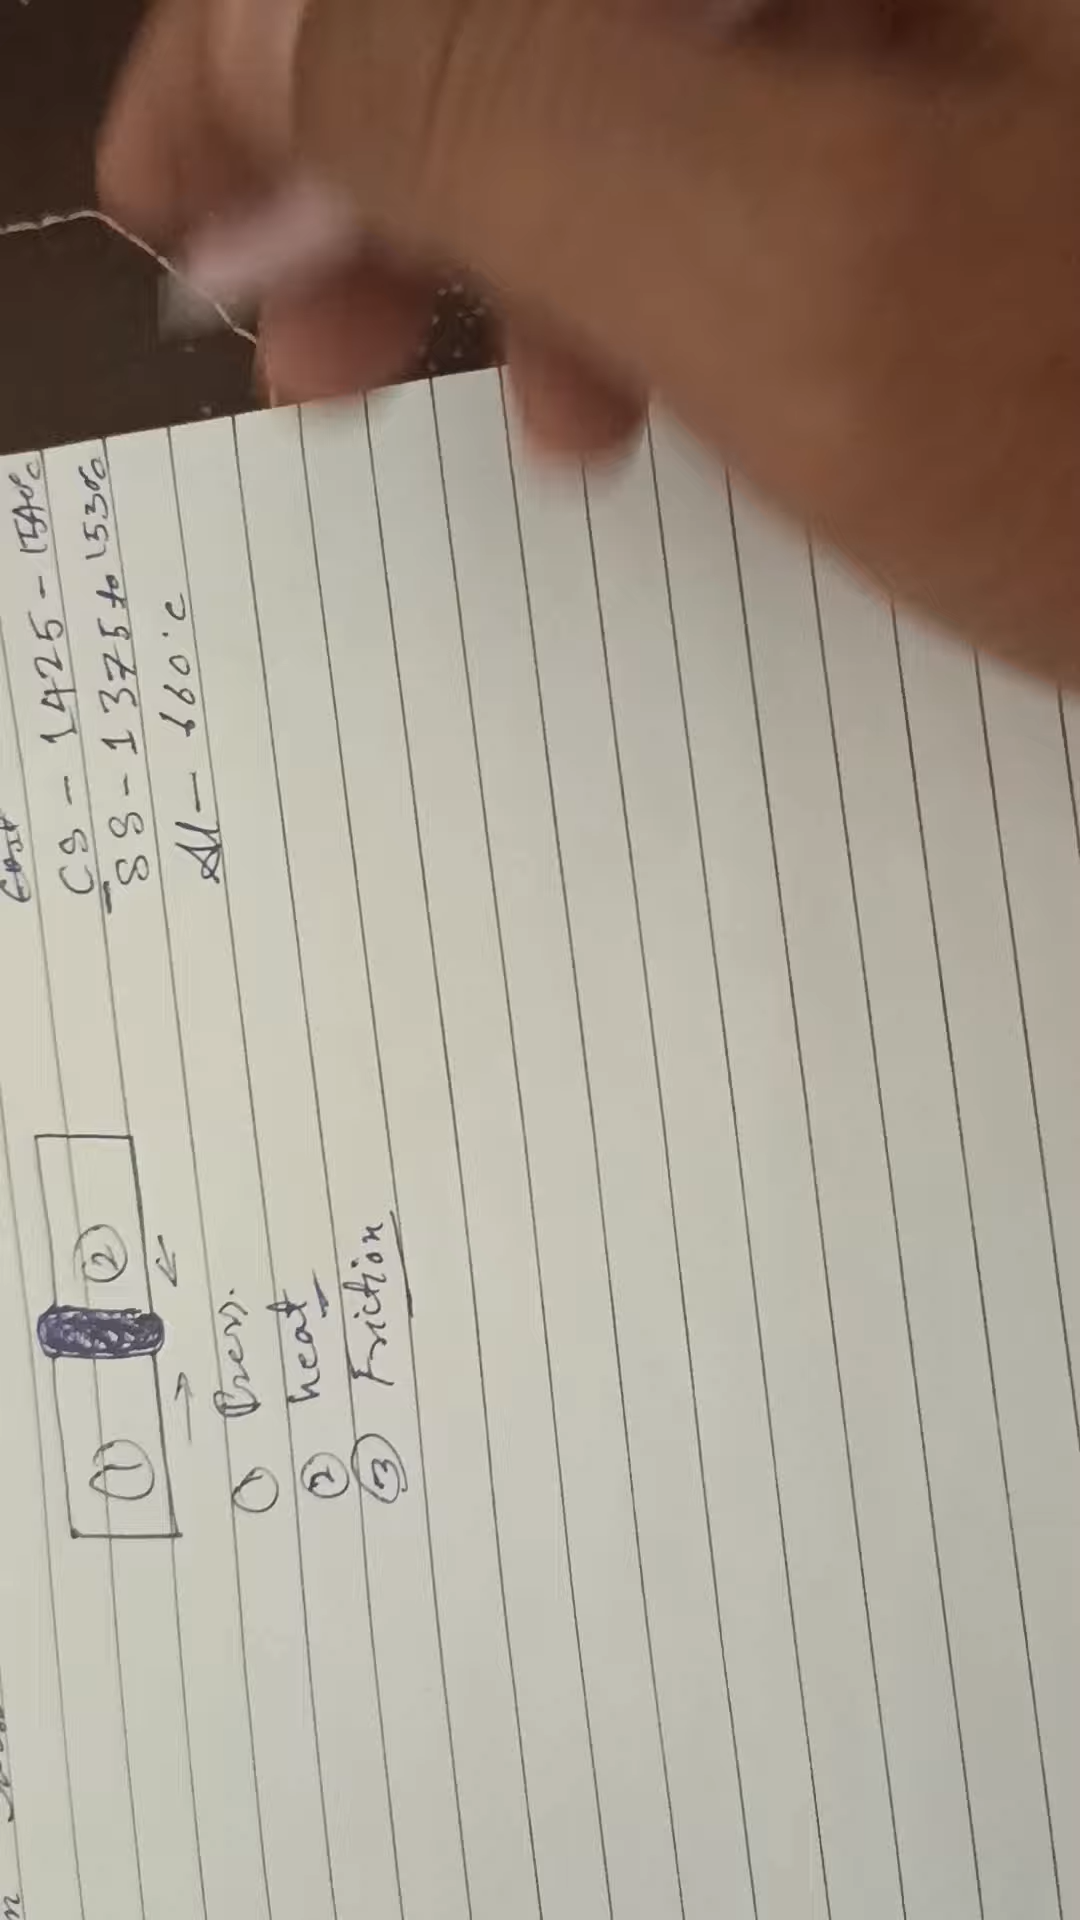 CS - 1425 - 1540°C
SS - 1375 to 1530
Al - 660°C
① ②
→ ←
① Press.
② heat
③ Friction